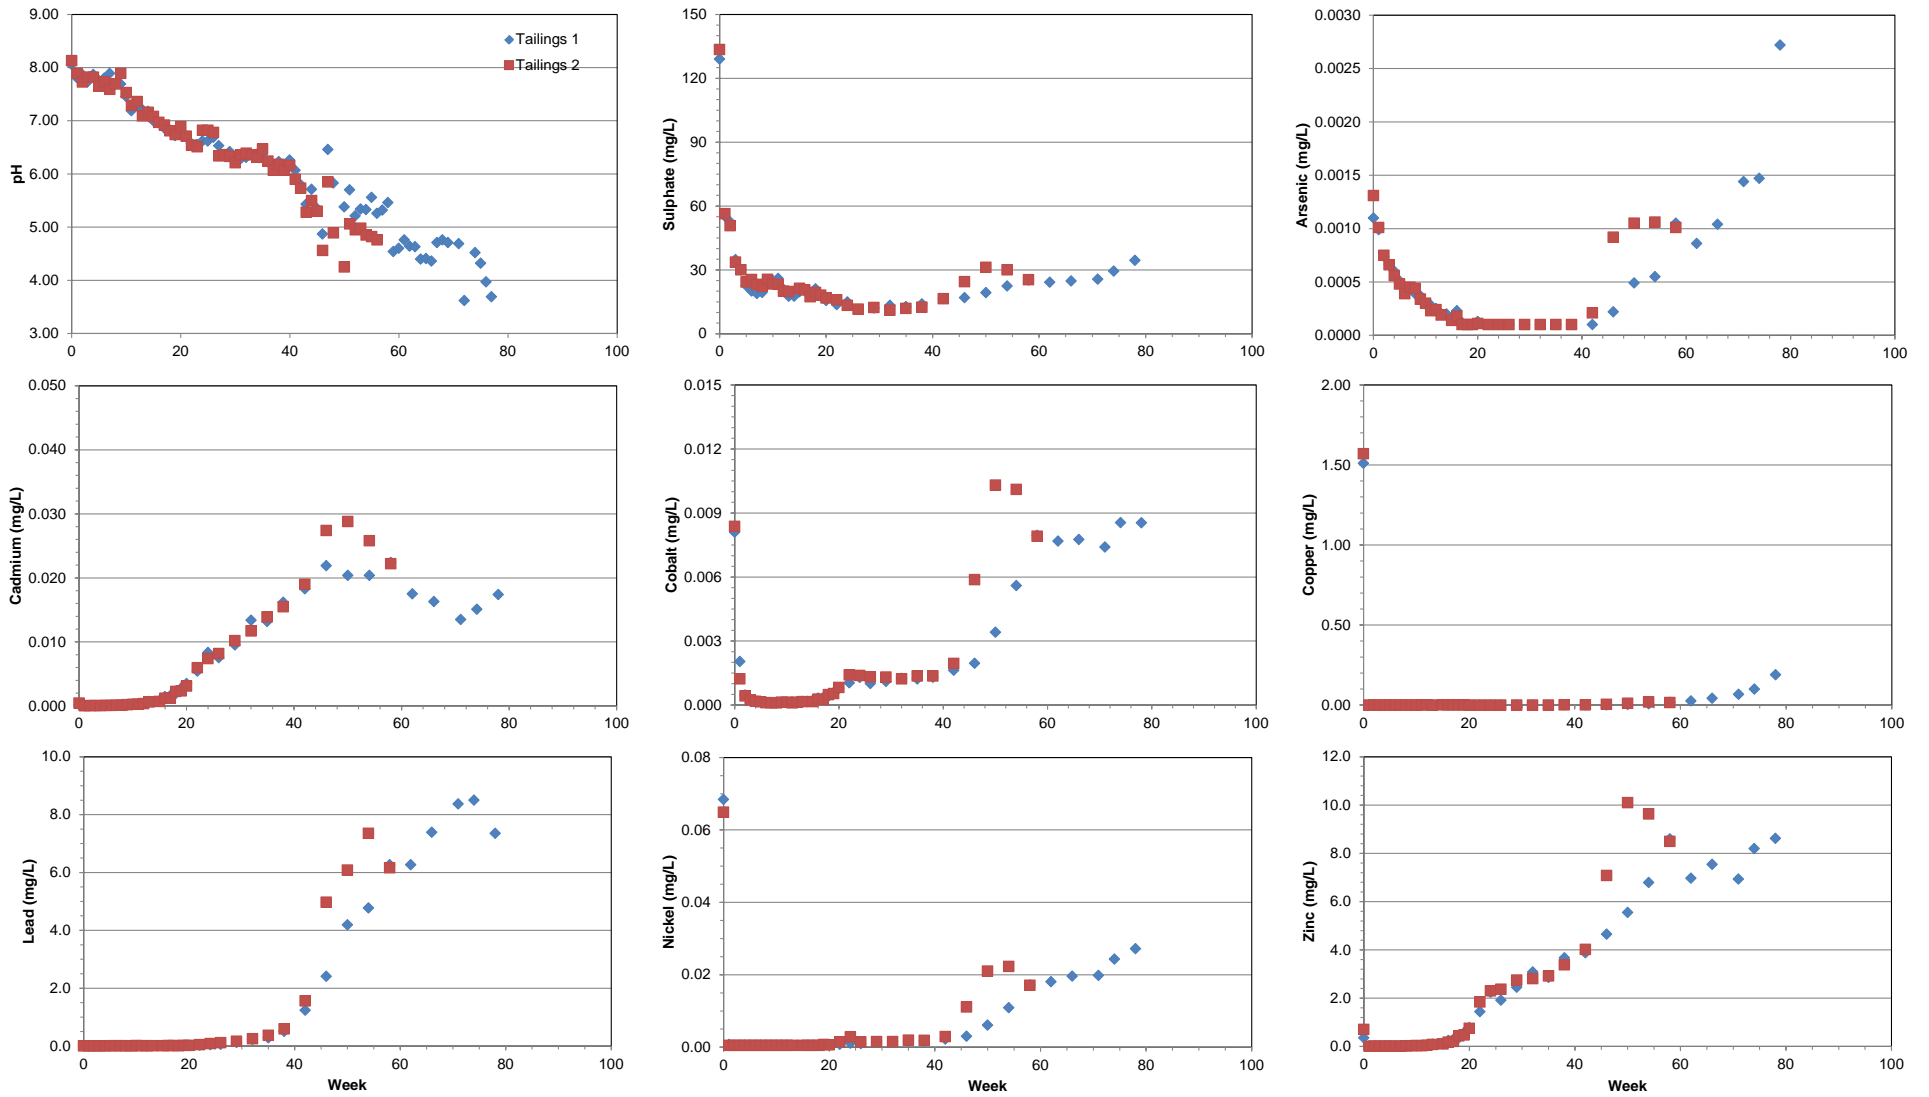 9.00
8.00
7.00
6.00
5.00
4.00
3.00
pH
0 20 40 60 80 100
Tailings 1
Tailings 2
150
120
90
60
30
0
Sulphate (mg/L)
0 20 40 60 80 100
0.0030
0.0025
0.0020
0.0015
0.0010
0.0005
0.0000
Arsenic (mg/L)
0 20 40 60 80 100
0.050
0.040
0.030
0.020
0.010
0.000
Cadmium (mg/L)
0 20 40 60 80 100
0.015
0.012
0.009
0.006
0.003
0.000
Cobalt (mg/L)
0 20 40 60 80 100
2.00
1.50
1.00
0.50
0.00
Copper (mg/L)
0 20 40 60 80 100
10.0
8.0
6.0
4.0
2.0
0.0
Lead (mg/L)
0 20 40 60 80 100
Week
0.08
0.06
0.04
0.02
0.00
Nickel (mg/L)
0 20 40 60 80 100
Week
12.0
10.0
8.0
6.0
4.0
2.0
0.0
Zinc (mg/L)
0 20 40 60 80 100
Week